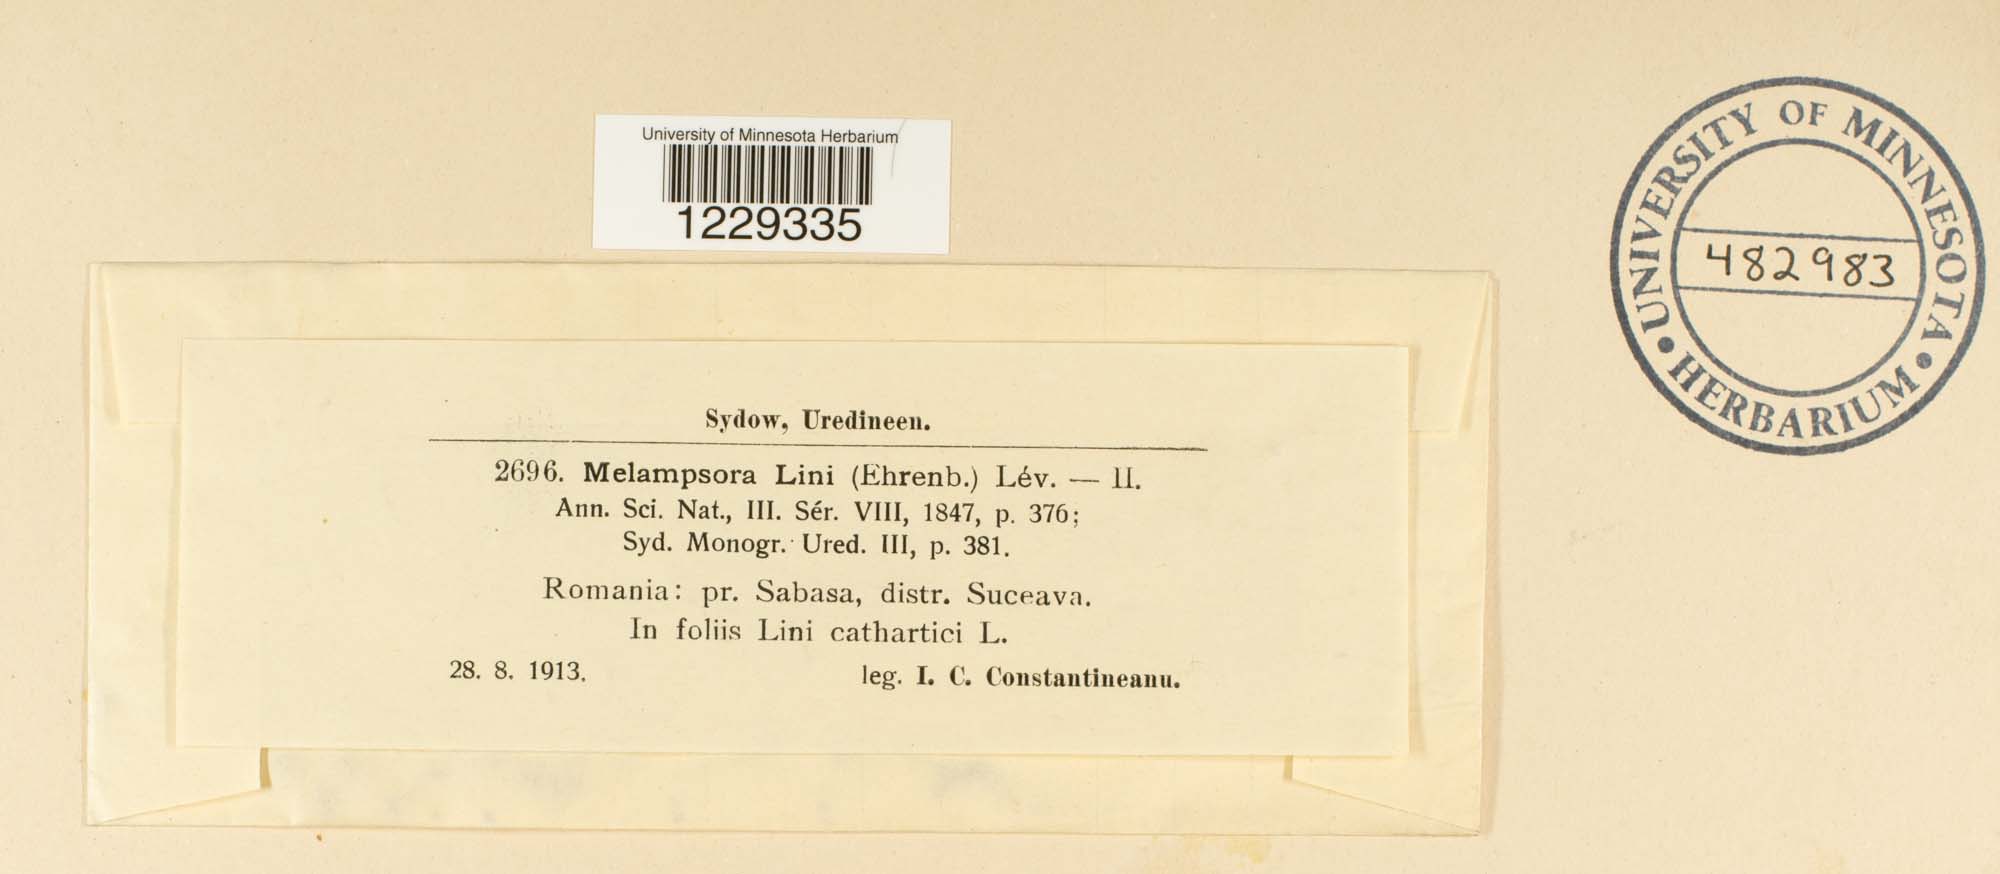 University of Minnesota Herbarium
1229335
UNIVERSITY OF MINNESOTA
482983
• HERBARIUM •
Sydow, Uredineen.
2696. Melampsora Lini (Ehrenb.) Lév. — II.
Ann. Sci. Nat., III. Sér. VIII, 1847, p. 376;
Syd. Monogr. Ured. III, p. 381.
Romania: pr. Sabasa, distr. Suceava.
In foliis Lini cathartici L.
28. 8. 1913. leg. I. C. Constantineanu.